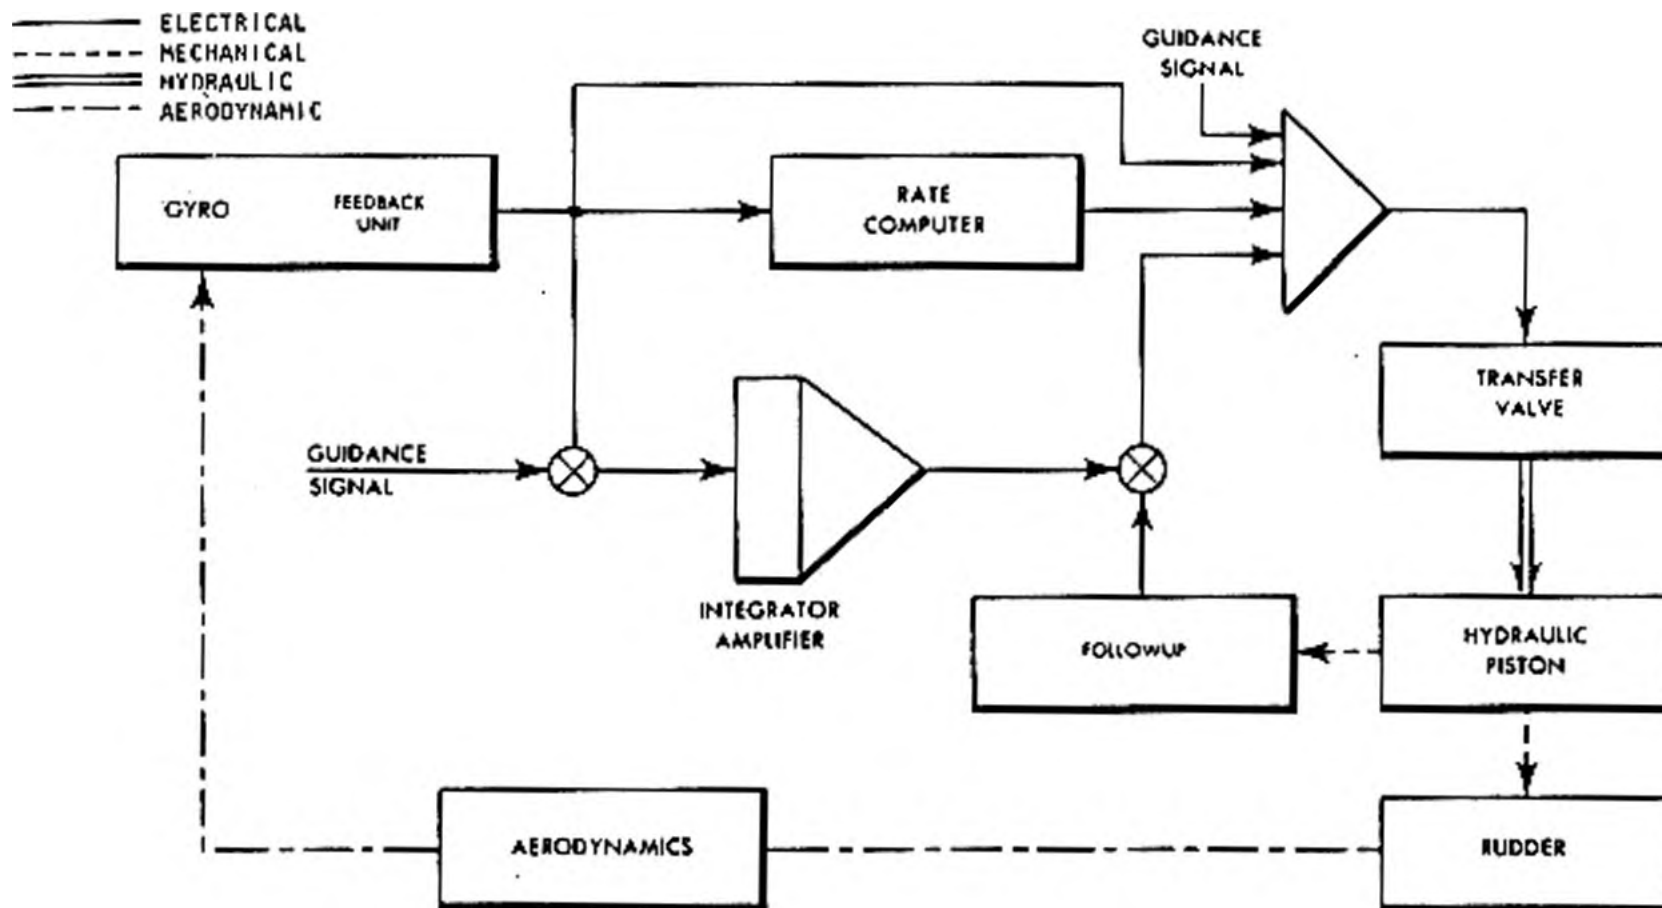 ELECTRICAL
MECHANICAL
HYDRAULIC
AERODYNAMIC
GUIDANCE
SIGNAL
GYRO
FEEDBACK
UNIT
RATE
COMPUTER
TRANSFER
VALVE
GUIDANCE
SIGNAL
INTEGRATOR
AMPLIFIER
FOLLOWUP
HYDRAULIC
PISTON
AERODYNAMICS
RUDDER